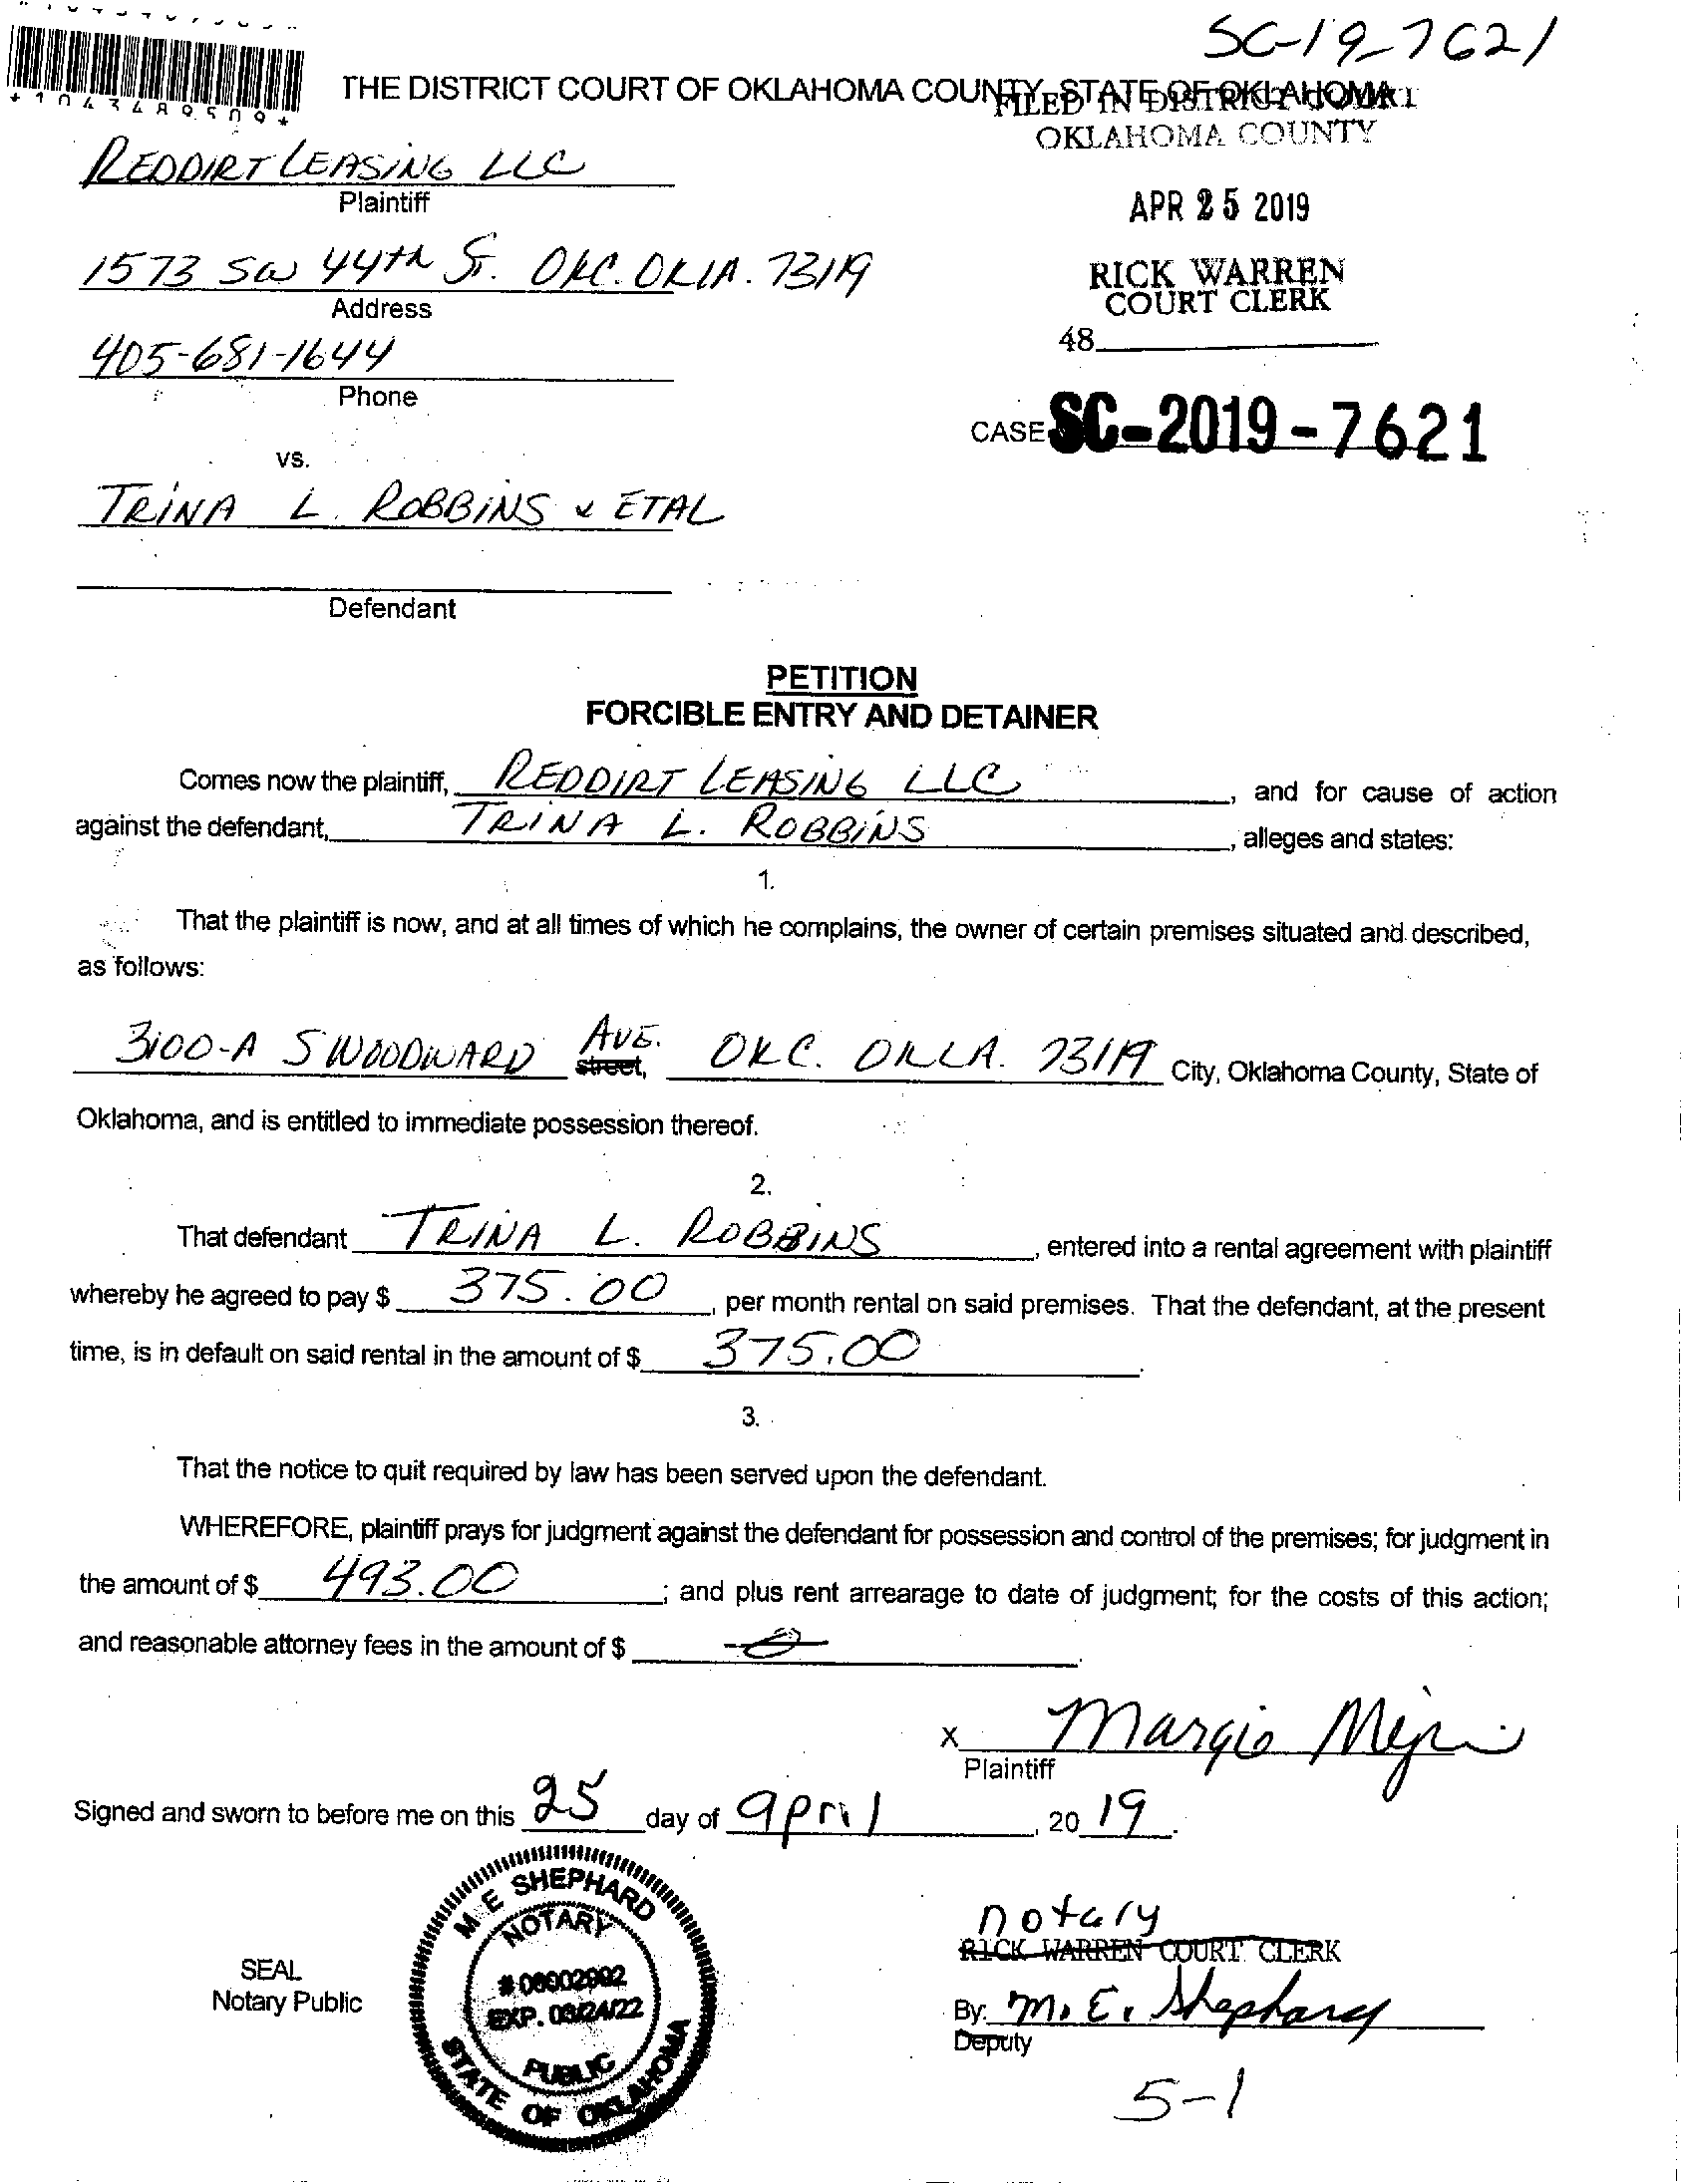 SC-19-7621
*1043489509*
THE DISTRICT COURT OF OKLAHOMA COUNTY, STATE OF OKLAHOMA
FILED IN DISTRICT COURT
OKLAHOMA COUNTY
REDDIRT LEASING LLC
Plaintiff
APR 25 2019
1573 SW 44th ST. OKC. OKLA. 73119
Address
RICK WARREN
COURT CLERK
405-681-1644
48
Phone
CASE SC-2019-7621
vs.
TRINA L. ROBBINS & ETAL
Defendant
PETITION
FORCIBLE ENTRY AND DETAINER
Comes now the plaintiff, REDDIRT LEASING LLC, and for cause of action
against the defendant, TRINA L. ROBBINS, alleges and states:
1.
That the plaintiff is now, and at all times of which he complains, the owner of certain premises situated and described,
as follows:
3100-A S WOODWARD AVE. street, OKC. OKLA. 73119 City, Oklahoma County, State of
Oklahoma, and is entitled to immediate possession thereof.
2.
That defendant TRINA L. ROBBINS, entered into a rental agreement with plaintiff
whereby he agreed to pay $ 375.00, per month rental on said premises. That the defendant, at the present
time, is in default on said rental in the amount of $ 375.00.
3.
That the notice to quit required by law has been served upon the defendant.
WHEREFORE, plaintiff prays for judgment against the defendant for possession and control of the premises; for judgment in
the amount of $ 493.00; and plus rent arrearage to date of judgment; for the costs of this action;
and reasonable attorney fees in the amount of $ 0.
X Margie
Plaintiff
Signed and sworn to before me on this 25 day of april, 20 19.
M E SHEPHARD
NOTARY
# 06002992
EXP. 03/24/22
PUBLIC
STATE OF OKLAHOMA
SEAL
Notary Public
notary
RICK WARREN COURT CLERK
By: M. E. Shephard
Deputy
5-1